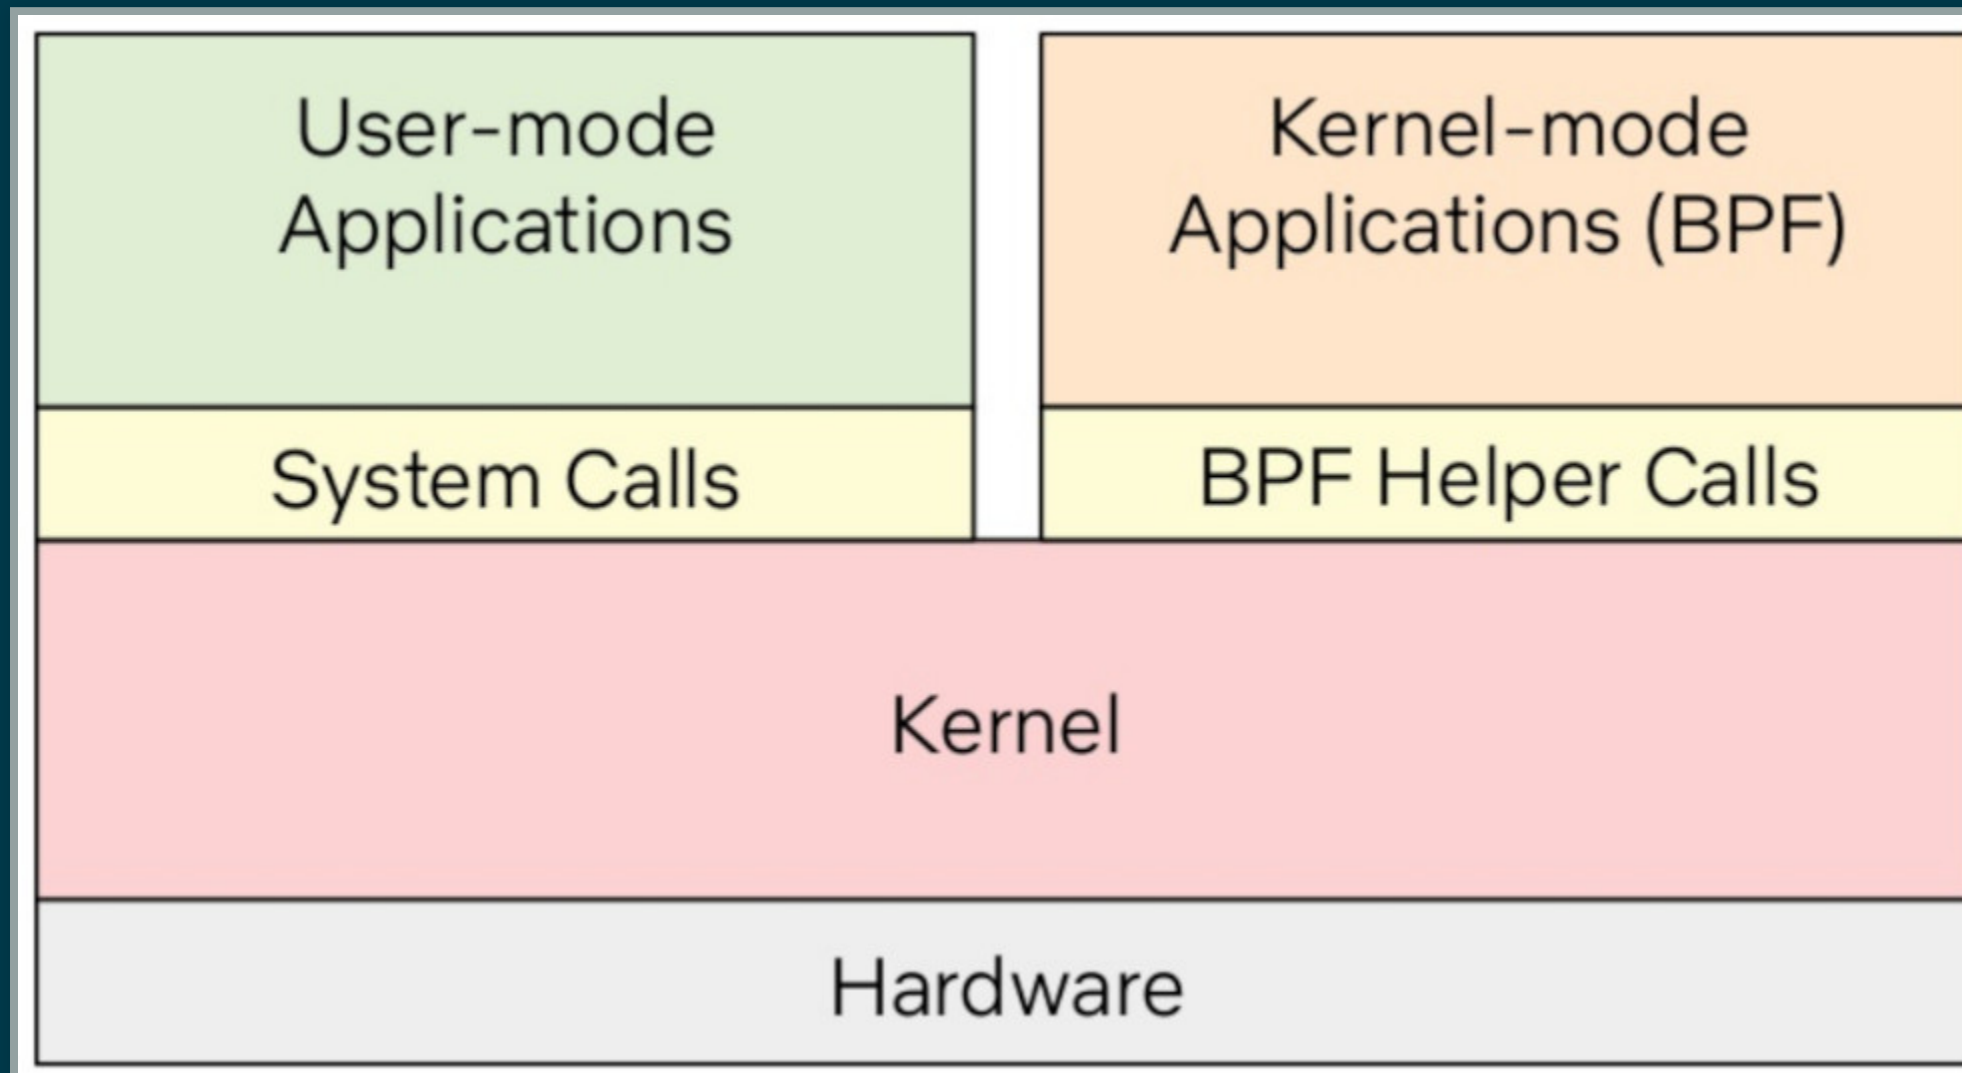 User-mode
Applications
Kernel-mode
Applications (BPF)
System Calls
BPF Helper Calls
Kernel
Hardware